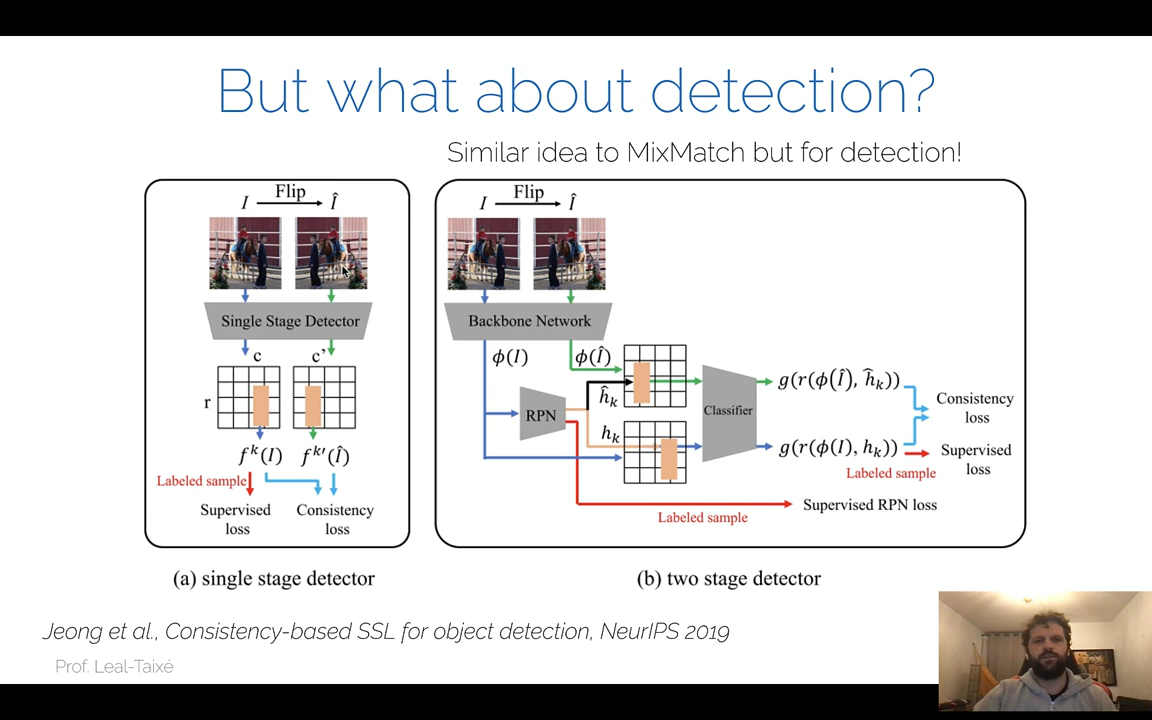 But what about detection?
Similar idea to MixMatch but for detection!
I Flip Î
Single Stage Detector
c c'
r
f^k(I) f^k'(Î)
Labeled sample
Supervised loss
Consistency loss
(a) single stage detector
I Flip Î
Backbone Network
ϕ(I) ϕ(Î)
RPN
ĥ_k
h_k
Classifier
g(r(ϕ(Î), ĥ_k))
g(r(ϕ(I), h_k))
Consistency loss
Labeled sample
Supervised loss
Labeled sample
Supervised RPN loss
(b) two stage detector
Jeong et al., Consistency-based SSL for object detection, NeurIPS 2019
Prof. Leal-Taixé